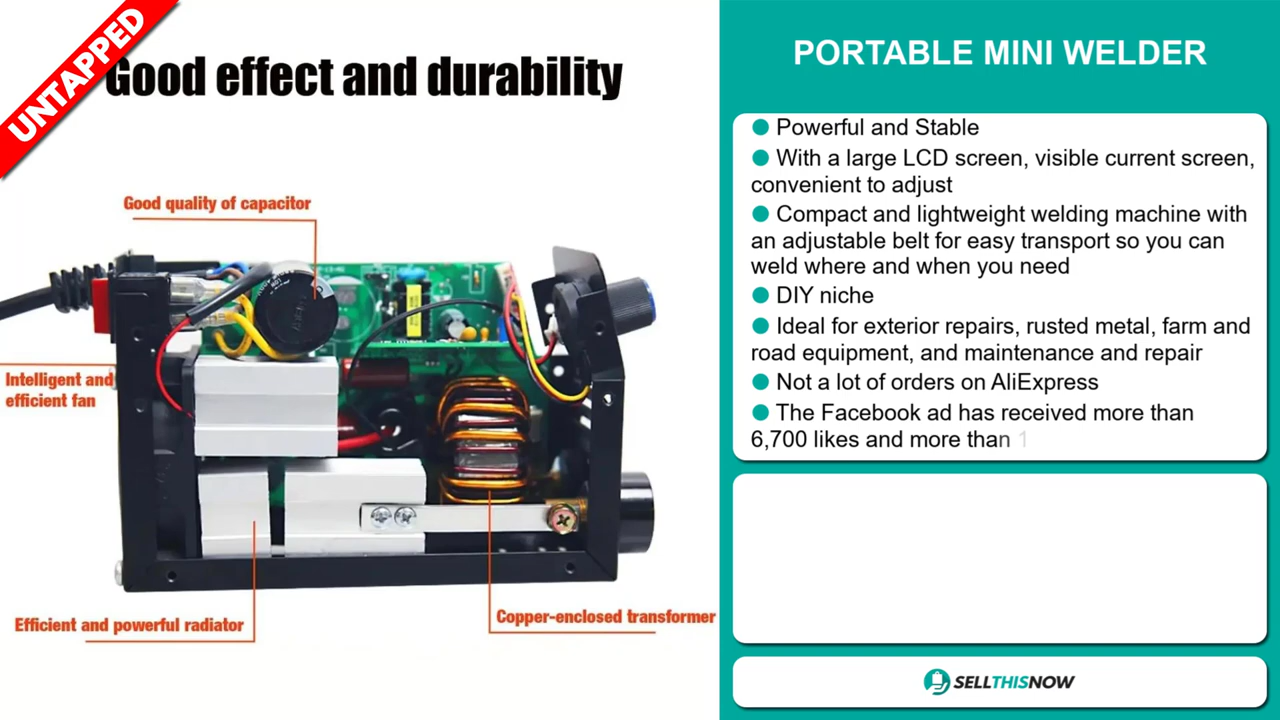 UNTAPPED
Good effect and durability
Good quality of capacitor
Intelligent and
efficient fan
Efficient and powerful radiator
Copper-enclosed transformer
PORTABLE MINI WELDER
● Powerful and Stable
● With a large LCD screen, visible current screen,
convenient to adjust
● Compact and lightweight welding machine with
an adjustable belt for easy transport so you can
weld where and when you need
● DIY niche
● Ideal for exterior repairs, rusted metal, farm and
road equipment, and maintenance and repair
● Not a lot of orders on AliExpress
● The Facebook ad has received more than
6,700 likes and more than 1
SELLTHISNOW